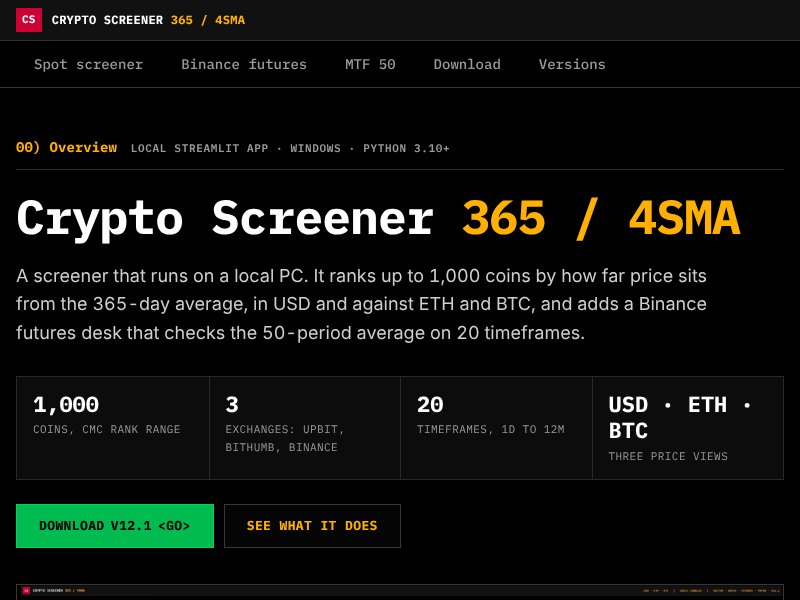 CS CRYPTO SCREENER 365 / 4SMA
Spot screener Binance futures MTF 50 Download Versions
00) Overview LOCAL STREAMLIT APP · WINDOWS · PYTHON 3.10+
Crypto Screener 365 / 4SMA
A screener that runs on a local PC. It ranks up to 1,000 coins by how far price sits
from the 365-day average, in USD and against ETH and BTC, and adds a Binance
futures desk that checks the 50-period average on 20 timeframes.
1,000
COINS, CMC RANK RANGE
3
EXCHANGES: UPBIT,
BITHUMB, BINANCE
20
TIMEFRAMES, 1D TO 12M
USD · ETH ·
BTC
THREE PRICE VIEWS
DOWNLOAD V12.1 <GO> SEE WHAT IT DOES
CRYPTO SCREENER 365 / 4SMA